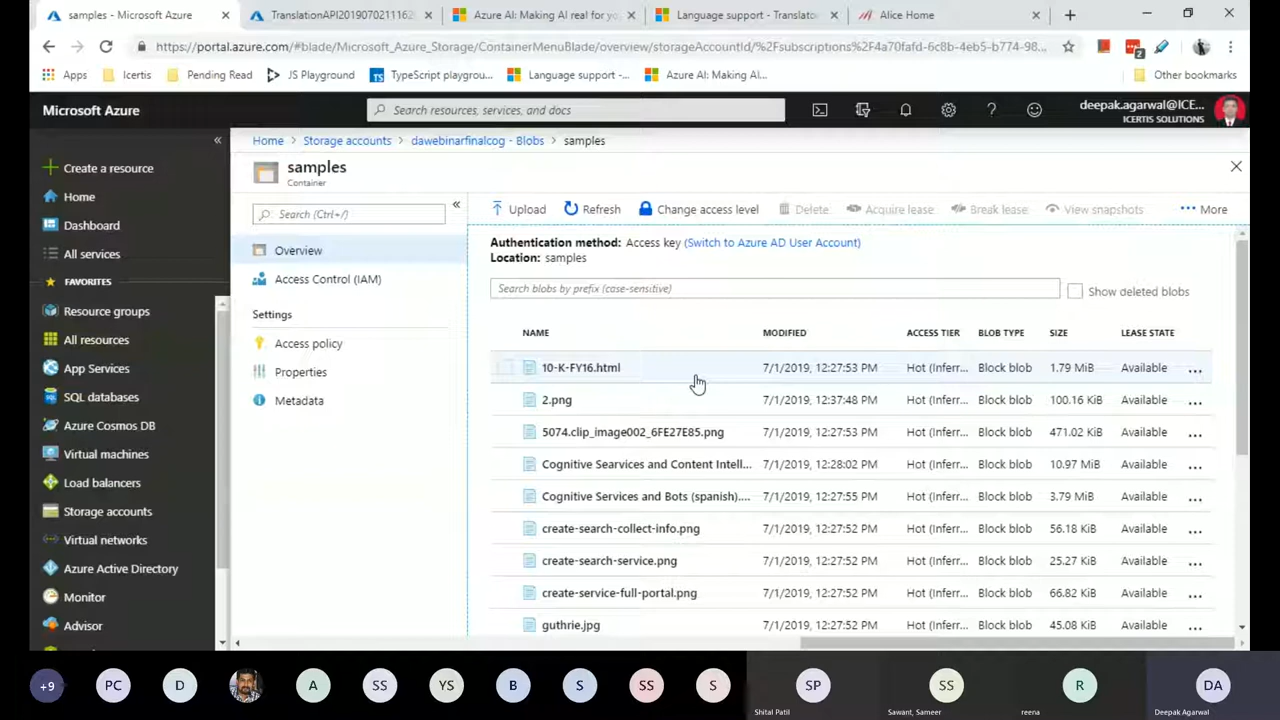 samples - Microsoft Azure
TranslationAPI20190702111162
Azure AI: Making AI real for yo
Language support - Translato
Alice Home
https://portal.azure.com/#blade/Microsoft_Azure_Storage/ContainerMenuBlade/overview/storageAccountId/%2Fsubscriptions%2F4a70fafd-6c8b-4eb5-b774-98...
2
Apps
Icertis
Pending Read
JS Playground
TS
TypeScript playgrou...
Language support -...
Azure AI: Making AI...
Other bookmarks
Microsoft Azure
Search resources, services, and docs
deepak.agarwal@ICE...
ICERTIS SOLUTIONS
Create a resource
Home
Dashboard
All services
FAVORITES
Resource groups
All resources
App Services
SQL databases
Azure Cosmos DB
Virtual machines
Load balancers
Storage accounts
Virtual networks
Azure Active Directory
Monitor
Advisor
Home > Storage accounts > dawebinarfinalcog - Blobs > samples
samples
Container
Search (Ctrl+/)
Overview
Access Control (IAM)
Settings
Access policy
Properties
Metadata
Upload Refresh Change access level Delete Acquire lease Break lease View snapshots ••• More
Authentication method: Access key (Switch to Azure AD User Account)
Location: samples
Search blobs by prefix (case-sensitive)
Show deleted blobs
NAME MODIFIED ACCESS TIER BLOB TYPE SIZE LEASE STATE
10-K-FY16.html 7/1/2019, 12:27:53 PM Hot (Inferr... Block blob 1.79 MiB Available ...
2.png 7/1/2019, 12:37:48 PM Hot (Inferr... Block blob 100.16 KiB Available ...
5074.clip_image002_6FE27E85.png 7/1/2019, 12:27:53 PM Hot (Inferr... Block blob 471.02 KiB Available ...
Cognitive Searvices and Content Intell... 7/1/2019, 12:28:02 PM Hot (Inferr... Block blob 10.97 MiB Available ...
Cognitive Services and Bots (spanish).... 7/1/2019, 12:27:55 PM Hot (Inferr... Block blob 3.79 MiB Available ...
create-search-collect-info.png 7/1/2019, 12:27:52 PM Hot (Inferr... Block blob 56.18 KiB Available ...
create-search-service.png 7/1/2019, 12:27:52 PM Hot (Inferr... Block blob 25.27 KiB Available ...
create-service-full-portal.png 7/1/2019, 12:27:52 PM Hot (Inferr... Block blob 66.82 KiB Available ...
guthrie.jpg 7/1/2019, 12:27:52 PM Hot (Inferr... Block blob 45.08 KiB Available ...
+9 PC D A SS YS B S SS S SP SS R DA
Shital Patil Sawant, Sameer reena Deepak Agarwal